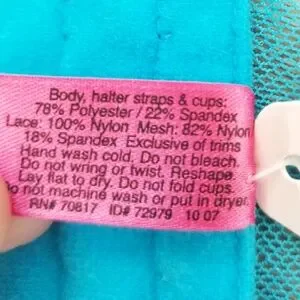 Body, halter straps & cups:
78% Polyester / 22% Spandex
Lace: 100% Nylon Mesh: 82% Nylon
18% Spandex Exclusive of trims
Hand wash cold. Do not bleach.
Do not wring or twist. Reshape.
Lay flat to dry. Do not fold cups.
Do not machine wash or put in dryer.
RN# 70817 ID# 72979 10 07